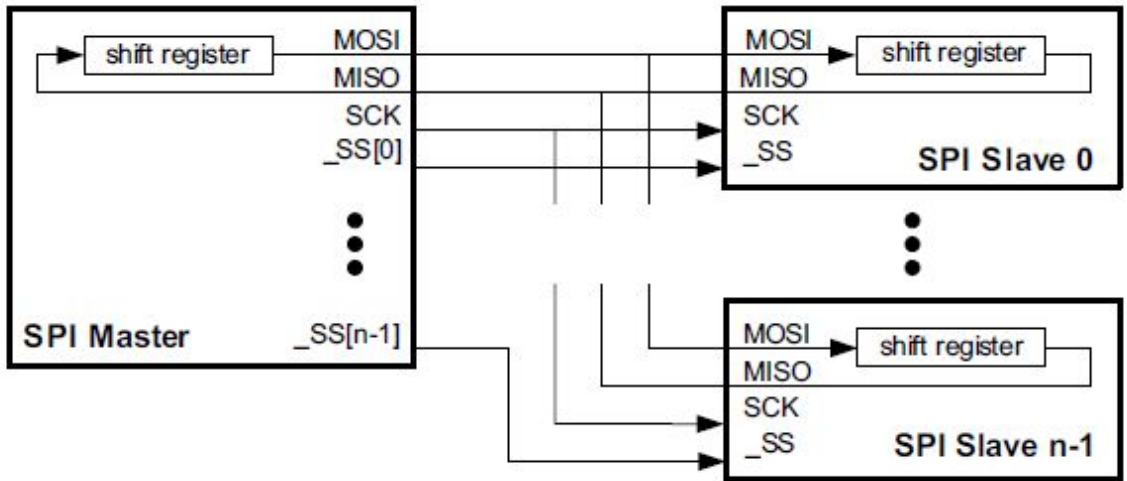 shift register
MOSI
MISO
SCK
_SS[0]
SPI Master
_SS[n-1]
MOSI
shift register
MISO
SCK
_SS
SPI Slave 0
MOSI
shift register
MISO
SCK
_SS
SPI Slave n-1